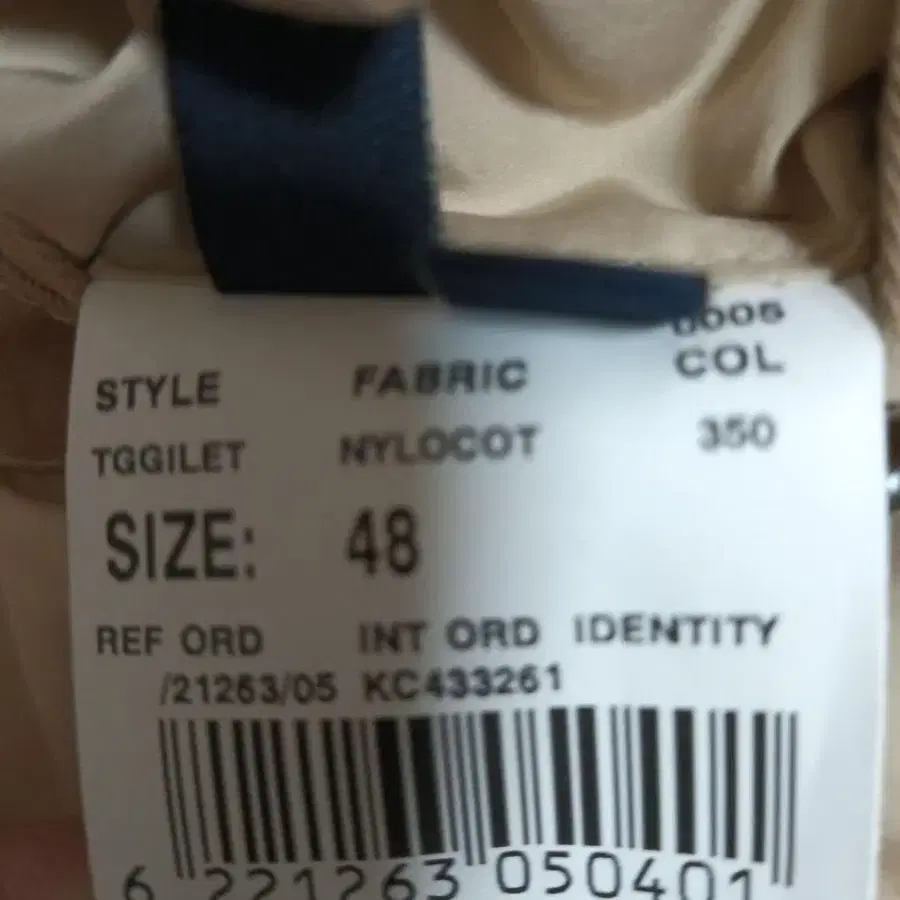 0005
STYLE FABRIC COL
TGGILET NYLOCOT 350
SIZE: 48
REF ORD INT ORD IDENTITY
/21263/05 KC433261
6 221263 050401